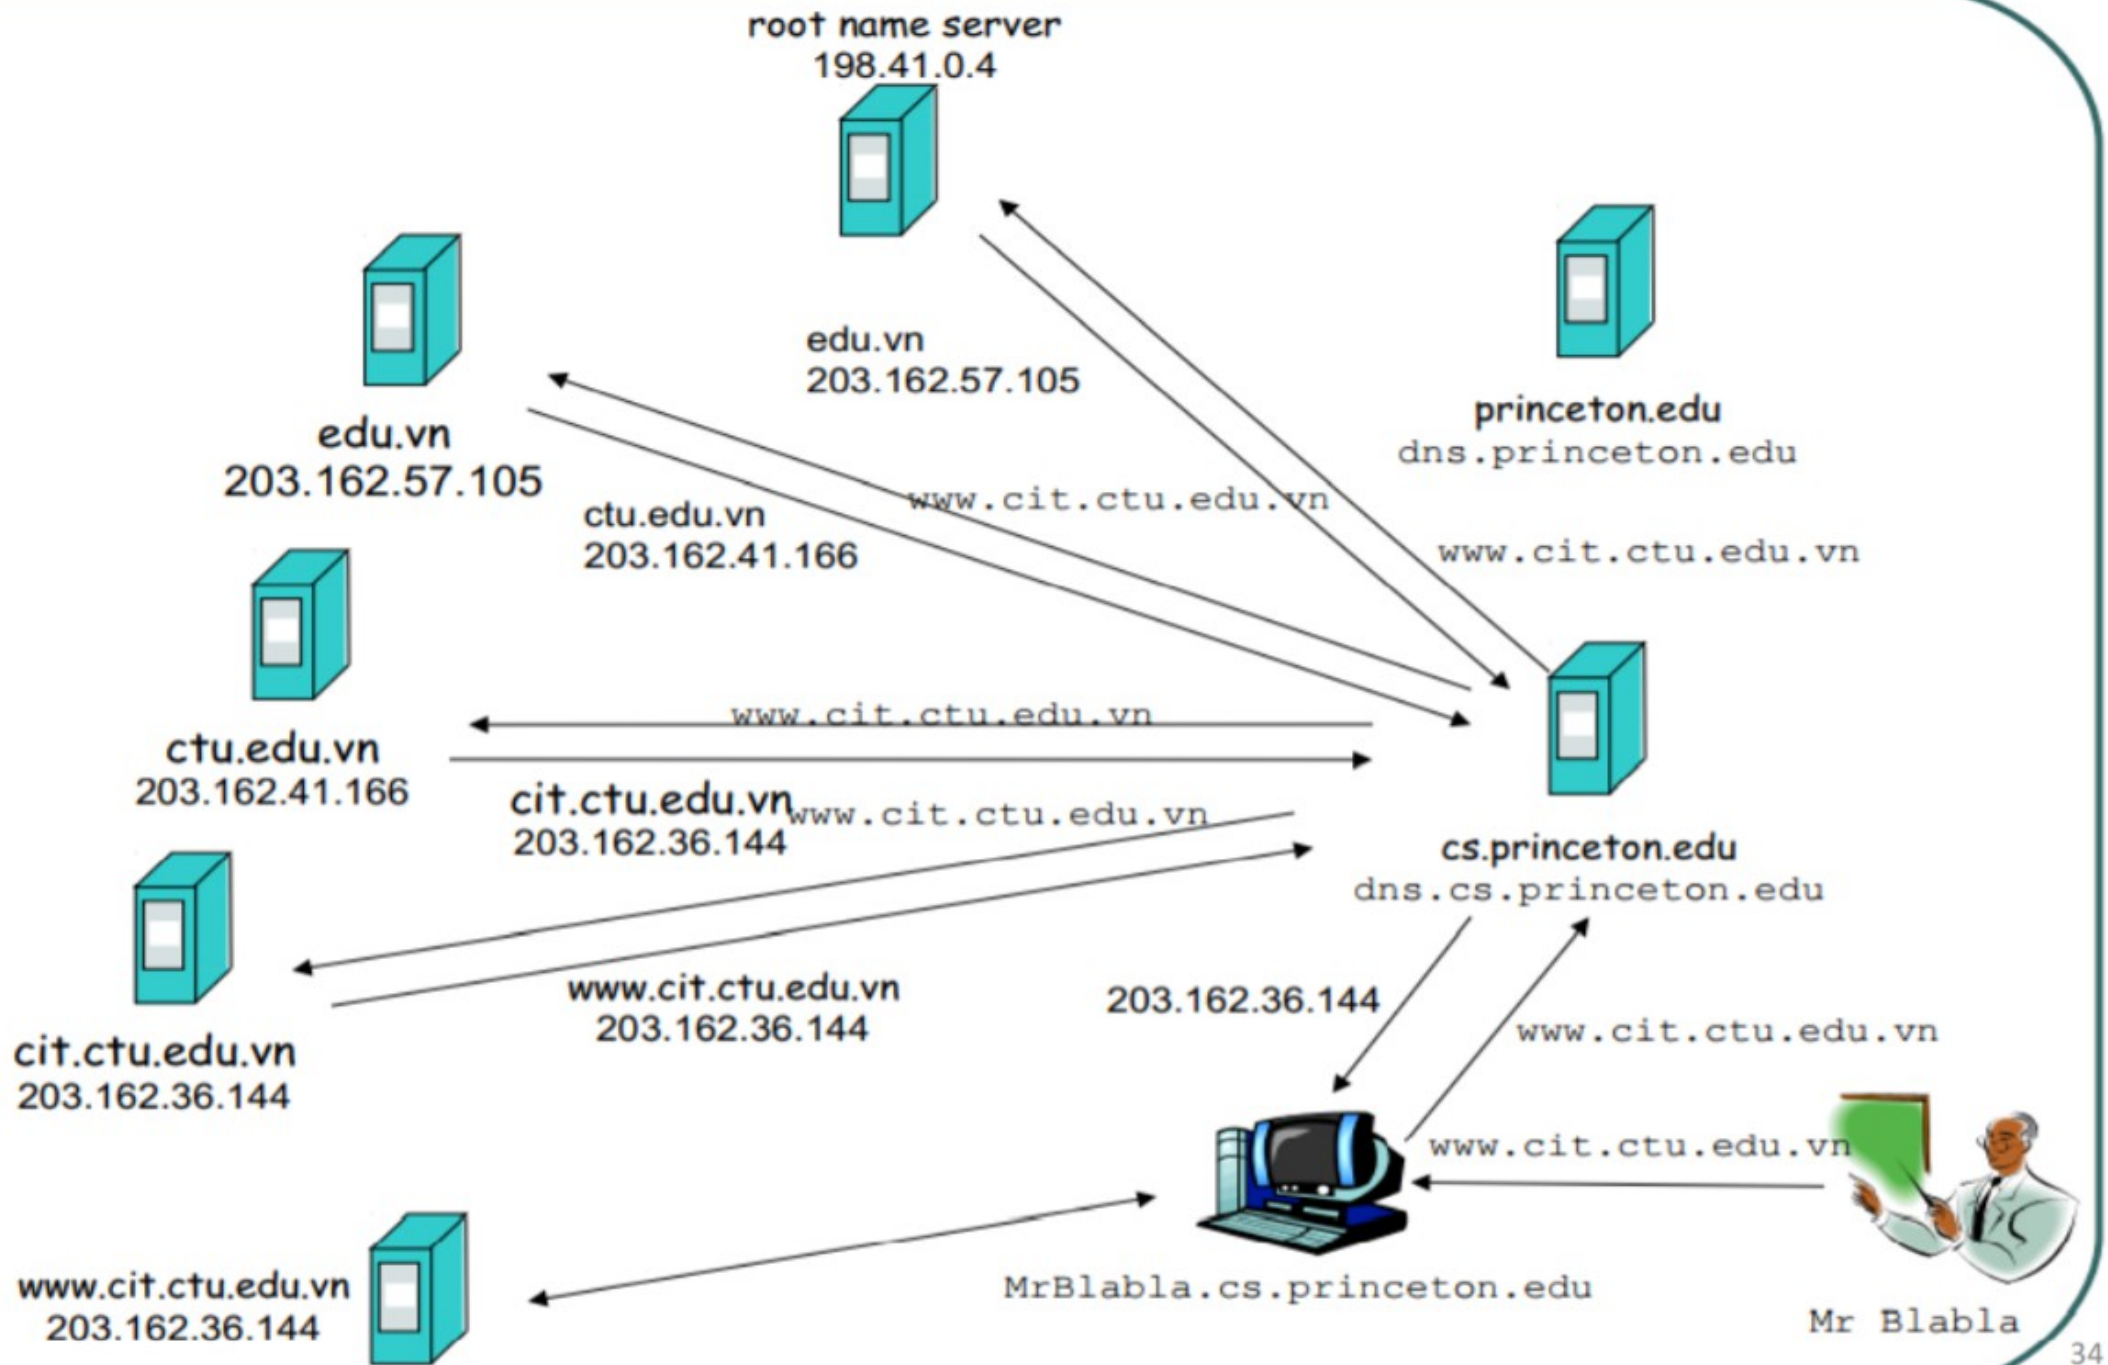 root name server
198.41.0.4
edu.vn
203.162.57.105
princeton.edu
dns.princeton.edu
edu.vn
203.162.57.105
www.cit.ctu.edu.vn
ctu.edu.vn
203.162.41.166
www.cit.ctu.edu.vn
www.cit.ctu.edu.vn
ctu.edu.vn
203.162.41.166
cit.ctu.edu.vn
203.162.36.144
www.cit.ctu.edu.vn
cs.princeton.edu
dns.cs.princeton.edu
www.cit.ctu.edu.vn
203.162.36.144
203.162.36.144
www.cit.ctu.edu.vn
cit.ctu.edu.vn
203.162.36.144
www.cit.ctu.edu.vn
www.cit.ctu.edu.vn
203.162.36.144
MrBlabla.cs.princeton.edu
Mr Blabla
34